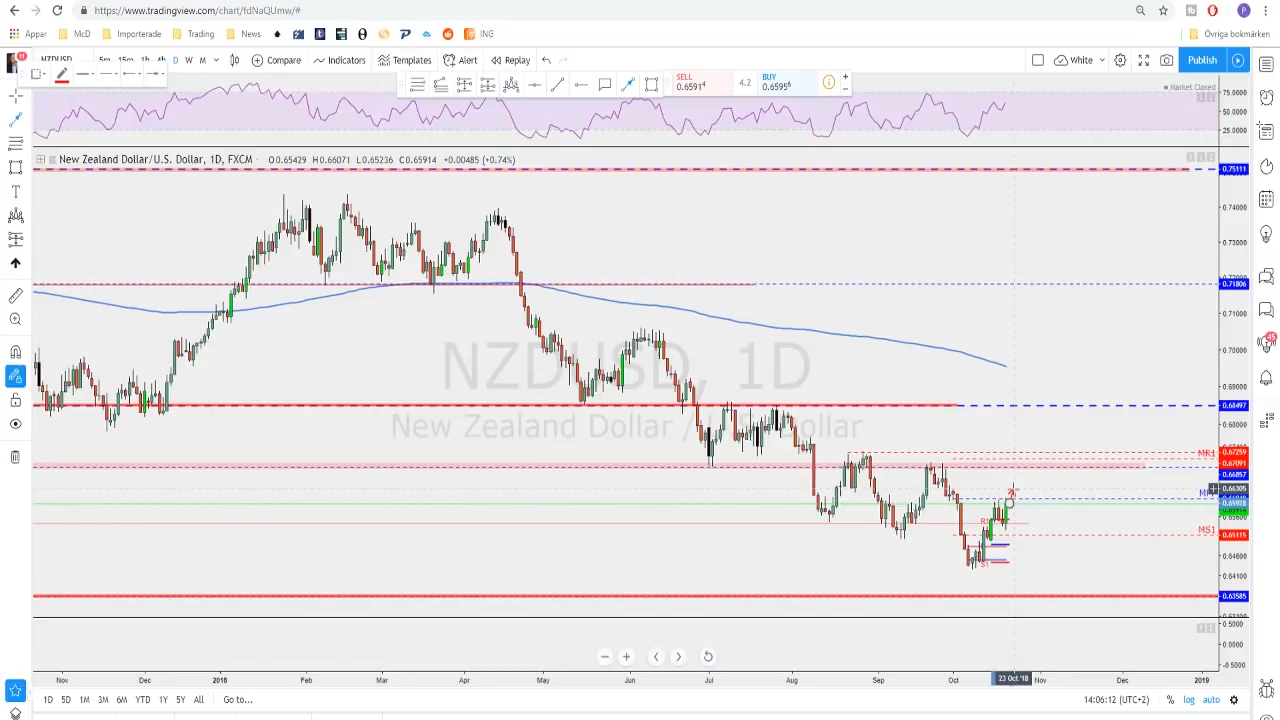 https://www.tradingview.com/chart/fdNaQUmw/#
Appar McD Importerade Trading News ING Övriga bokmärken
11 NZDUSD D W M Compare Indicators Templates Alert Replay White Publish
SELL 0.6591⁴ 4.2 BUY 0.6595⁶
Market Closed
75.0000
50.0000
25.0000
New Zealand Dollar/U.S. Dollar, 1D, FXCM O0.65429 H0.66071 L0.65236 C0.65914 +0.00485 (+0.74%)
0.75111
0.74000
0.73000
0.71806
0.70000
NZDUSD, 1D
0.69000
0.68497
0.68000
New Zealand Dollar / U.S. Dollar
MR1 0.67259
0.67091
0.66857
0.66305
0.65928
MS1 0.65115
0.64600
0.64100
0.63585
0.5000
0.0000
-0.5000
Nov Dec 2018 Mar Apr May Jun Jul Aug Sep Oct 23 Oct '18 Nov Dec 2019
1D 5D 1M 3M 6M YTD 1Y 5Y All Go to... 14:06:12 (UTC+2) % log auto